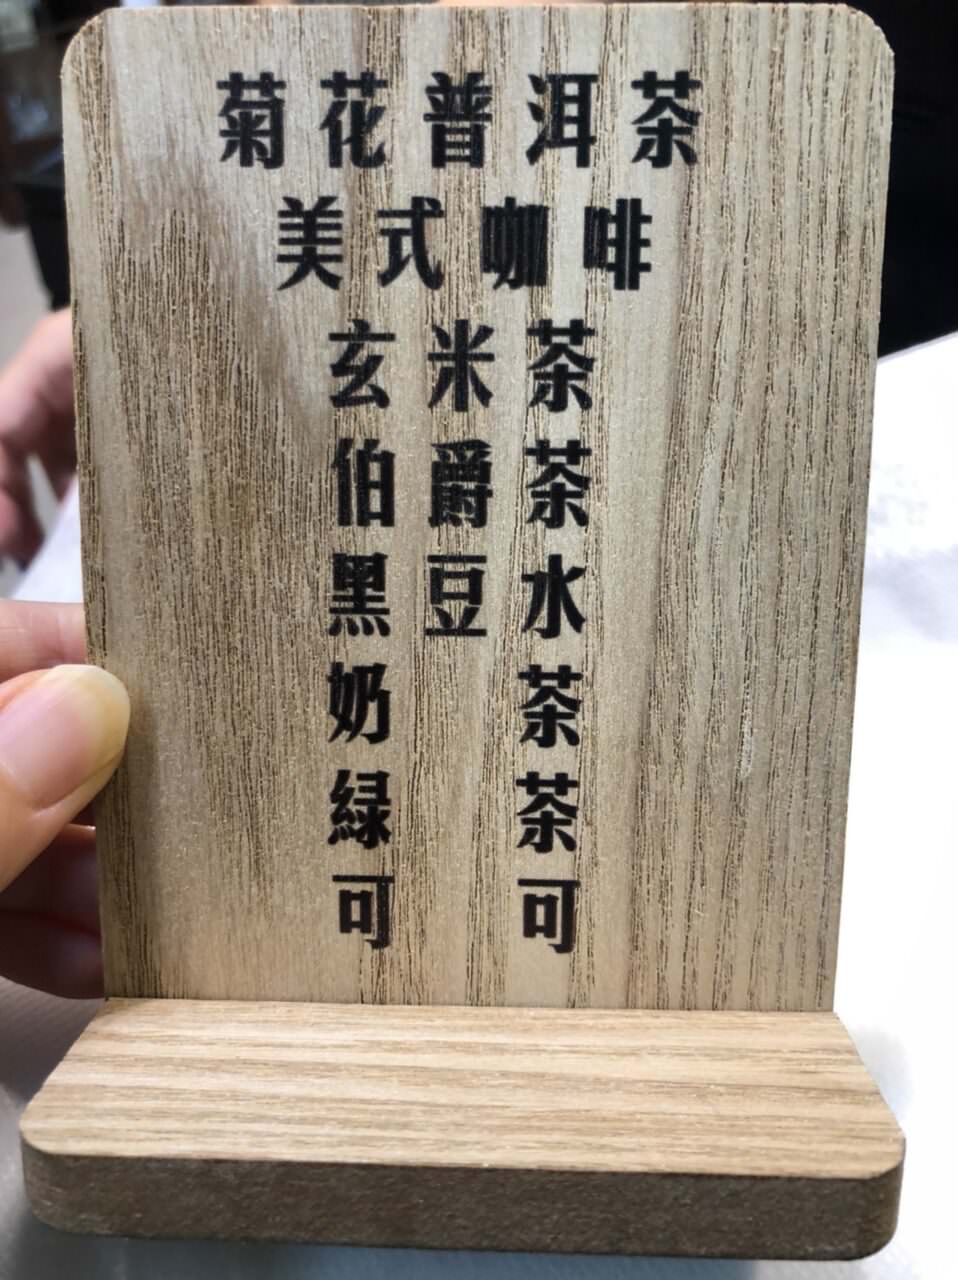 菊花普洱茶
美式咖啡
玄米茶
伯爵茶
黑豆水
奶茶
綠茶
可可